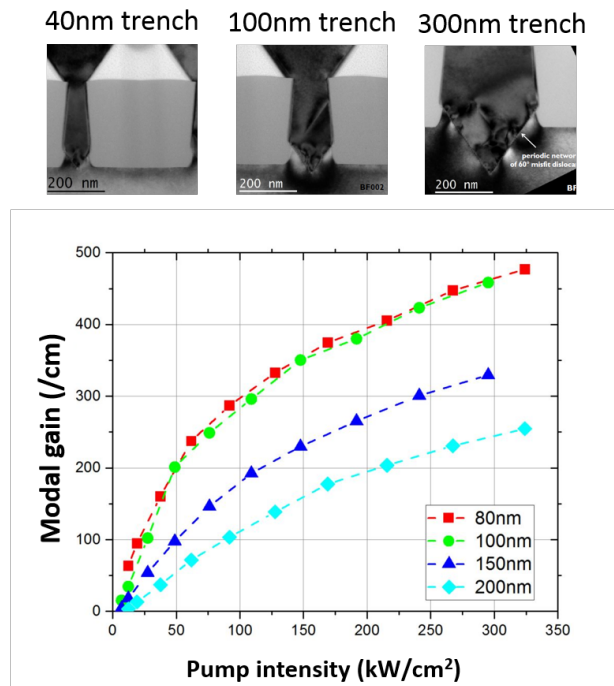 40nm trench 100nm trench 300nm trench
200 nm
200 nm
BF002
periodic networ
of 60° misfit disloca
200 nm
BF
500
400
300
200
100
0
Modal gain (/cm)
80nm
100nm
150nm
200nm
0 50 100 150 200 250 300 350
Pump intensity (kW/cm²)